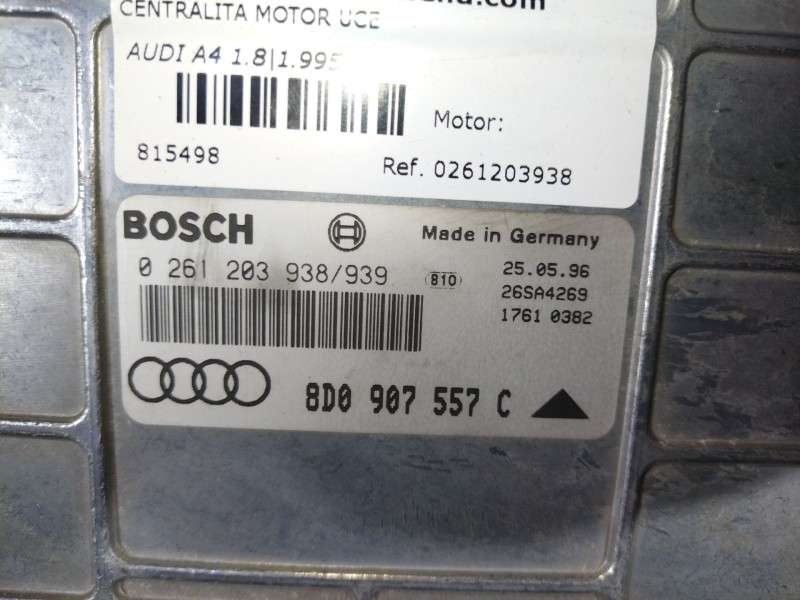 CENTRALITA MOTOR UCE
AUDI A4 1.8|1.995
Motor:
815498
Ref. 0261203938
BOSCH
Made in Germany
0 261 203 938/939
810
25.05.96
26SA4269
1761 0382
8D0 907 557 C